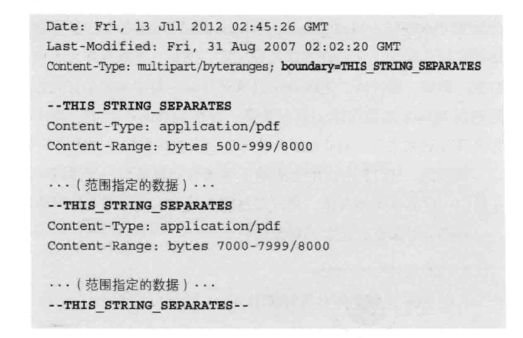 Date: Fri, 13 Jul 2012 02:45:26 GMT
Last-Modified: Fri, 31 Aug 2007 02:02:20 GMT
Content-Type: multipart/byteranges; boundary=THIS_STRING_SEPARATES
--THIS_STRING_SEPARATES
Content-Type: application/pdf
Content-Range: bytes 500-999/8000
···（范围指定的数据）···
--THIS_STRING_SEPARATES
Content-Type: application/pdf
Content-Range: bytes 7000-7999/8000
···（范围指定的数据）···
--THIS_STRING_SEPARATES--